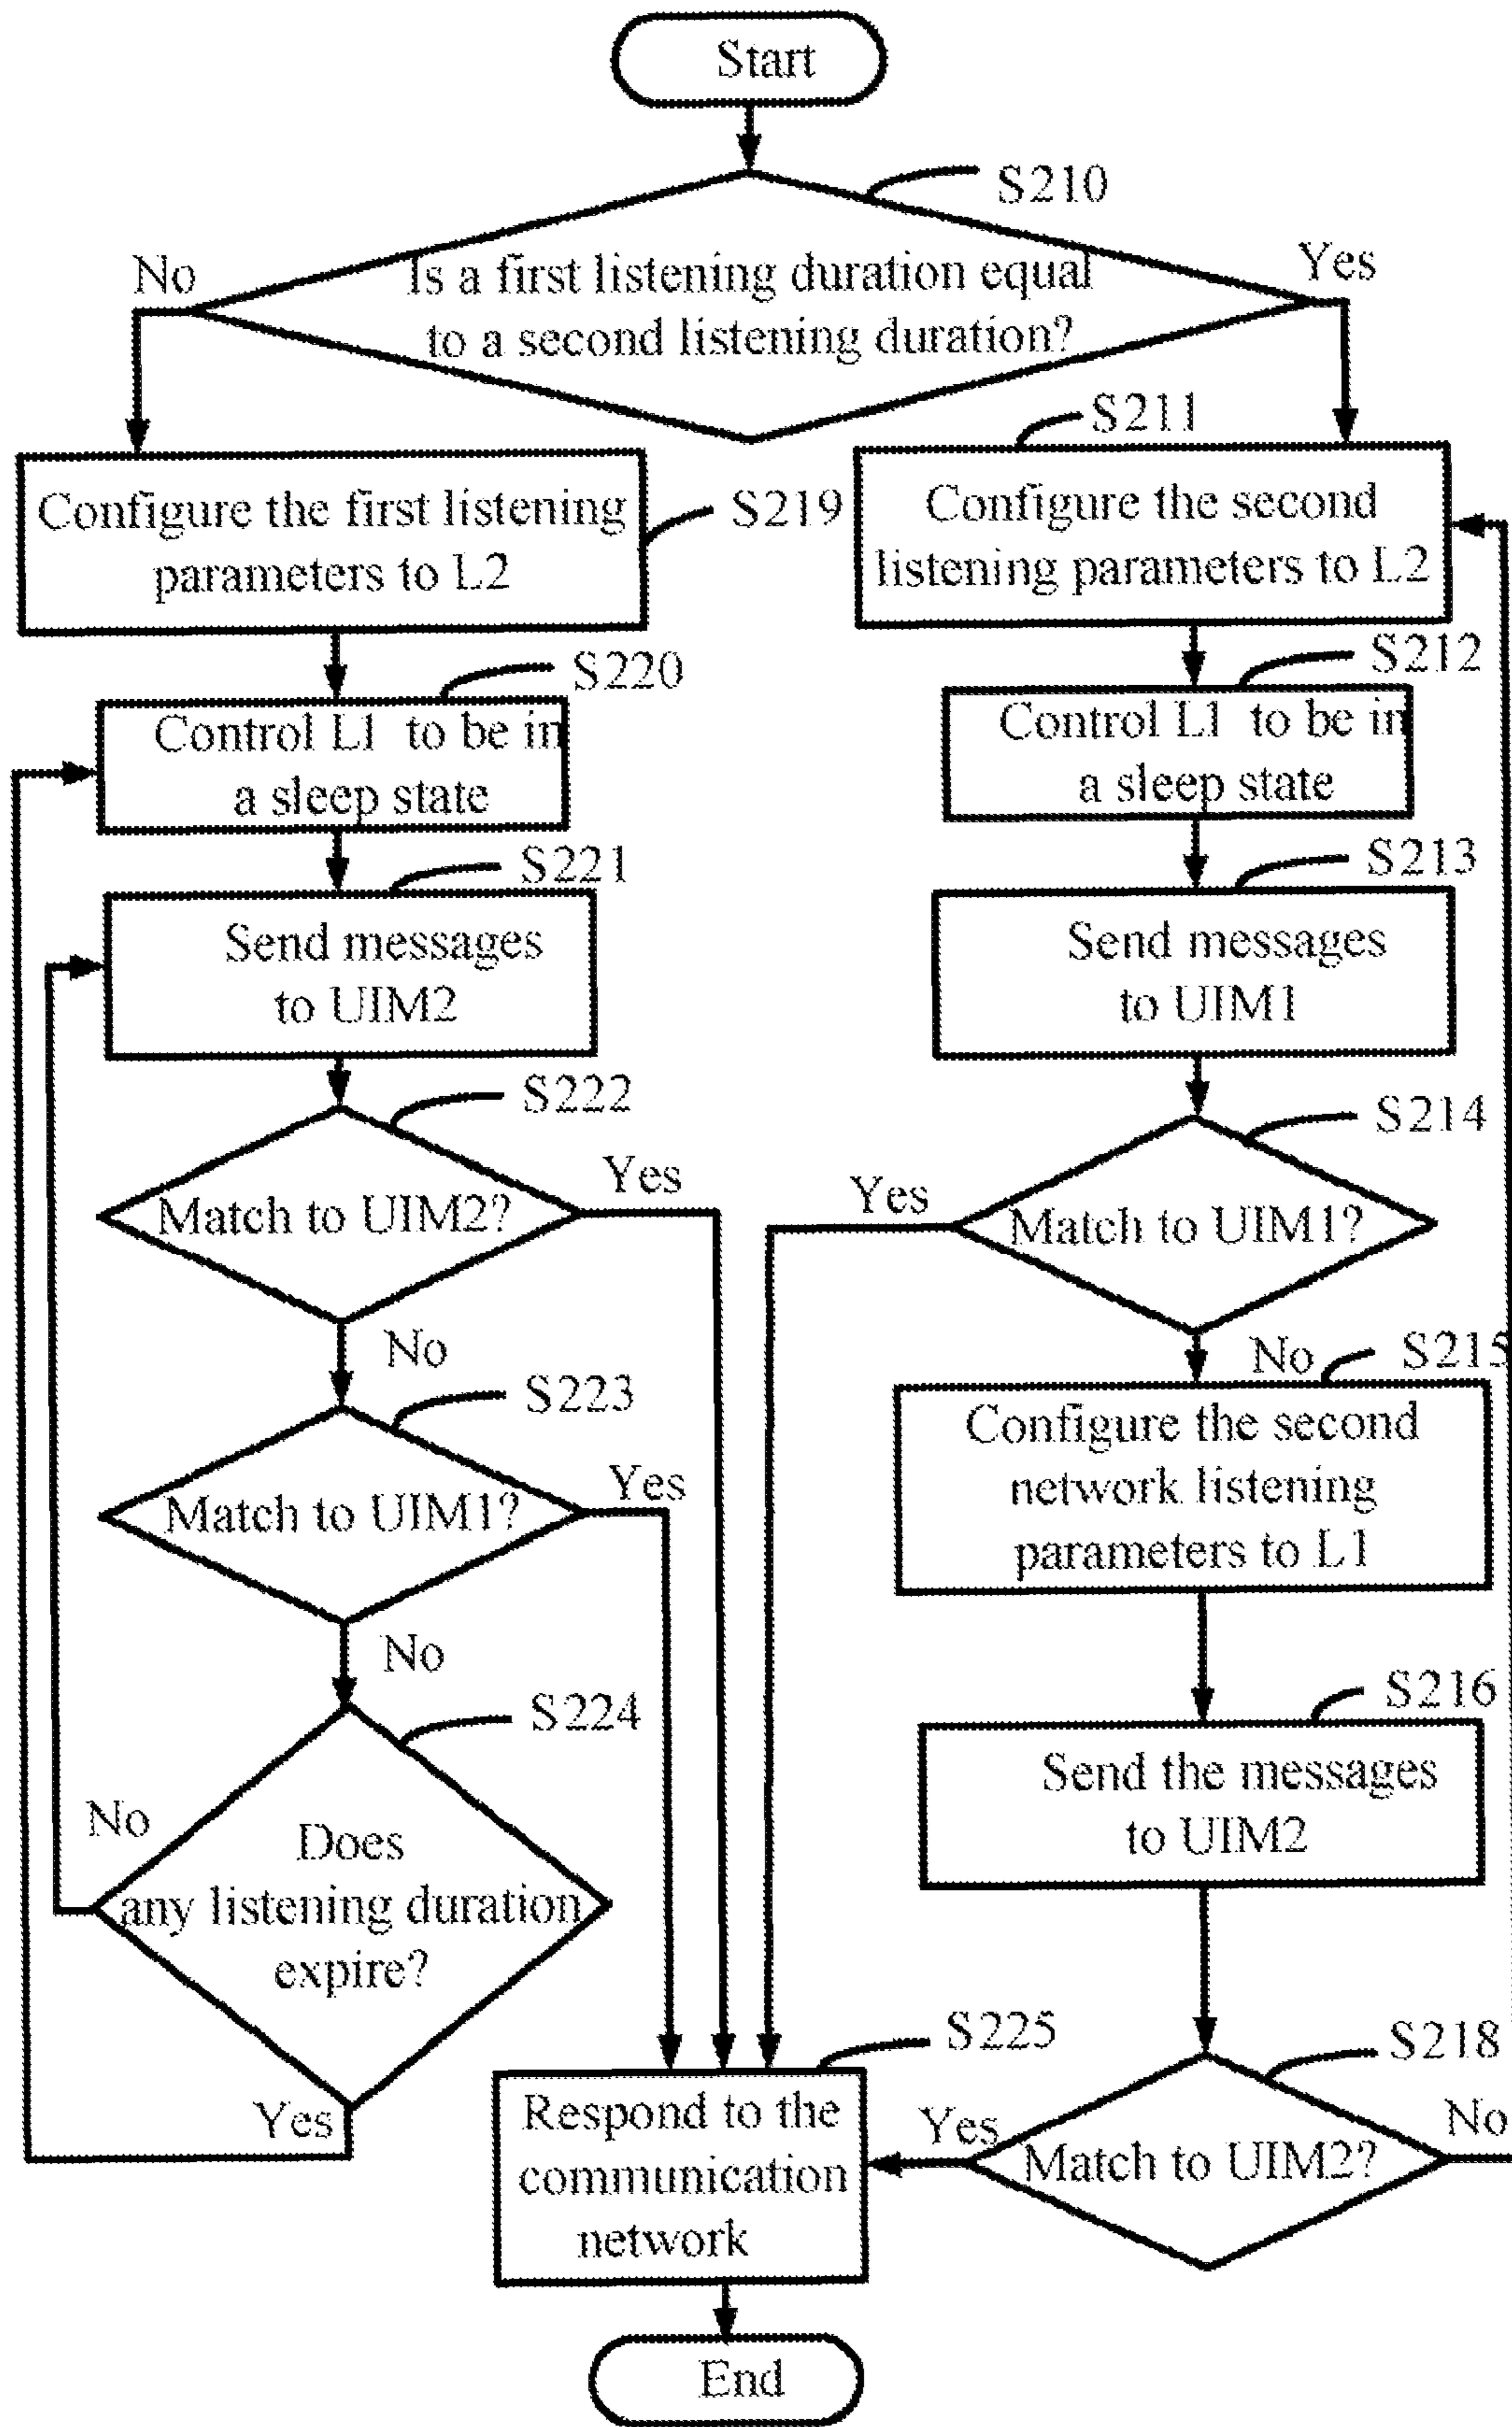 Start
S210
No
Yes
Is a first listening duration equal
to a second listening duration?
S211
Configure the first listening
parameters to L2
S219
Configure the second
listening parameters to L2
S220
S212
Control L1 to be in
a sleep state
Control L1 to be in
a sleep state
S221
S213
Send messages
to UIM2
Send messages
to UIM1
S222
S214
Yes
Yes
Match to UIM2?
Match to UIM1?
No
No
S215
S223
Configure the second
network listening
parameters to L1
Yes
Match to UIM1?
No
S216
S224
Send the messages
to UIM2
No
Does
any listening duration
expire?
S225
S218
Yes
Respond to the
communication
network
Yes
No
Match to UIM2?
End